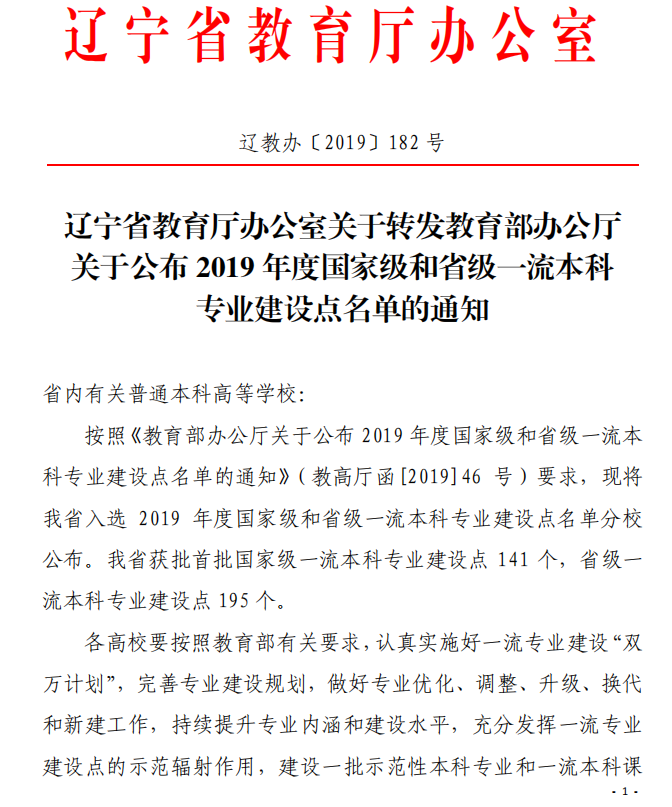 辽宁省教育厅办公室
辽教办〔2019〕182号
辽宁省教育厅办公室关于转发教育部办公厅
关于公布 2019 年度国家级和省级一流本科
专业建设点名单的通知
省内有关普通本科高等学校：
按照《教育部办公厅关于公布 2019 年度国家级和省级一流本
科专业建设点名单的通知》（教高厅函[2019]46 号）要求，现将
我省入选 2019 年度国家级和省级一流本科专业建设点名单分校
公布。我省获批首批国家级一流本科专业建设点 141 个，省级一
流本科专业建设点 195 个。
各高校要按照教育部有关要求，认真实施好一流专业建设“双
万计划”，完善专业建设规划，做好专业优化、调整、升级、换代
和新建工作，持续提升专业内涵和建设水平，充分发挥一流专业
建设点的示范辐射作用，建设一批示范性本科专业和一流本科课
- 1 -